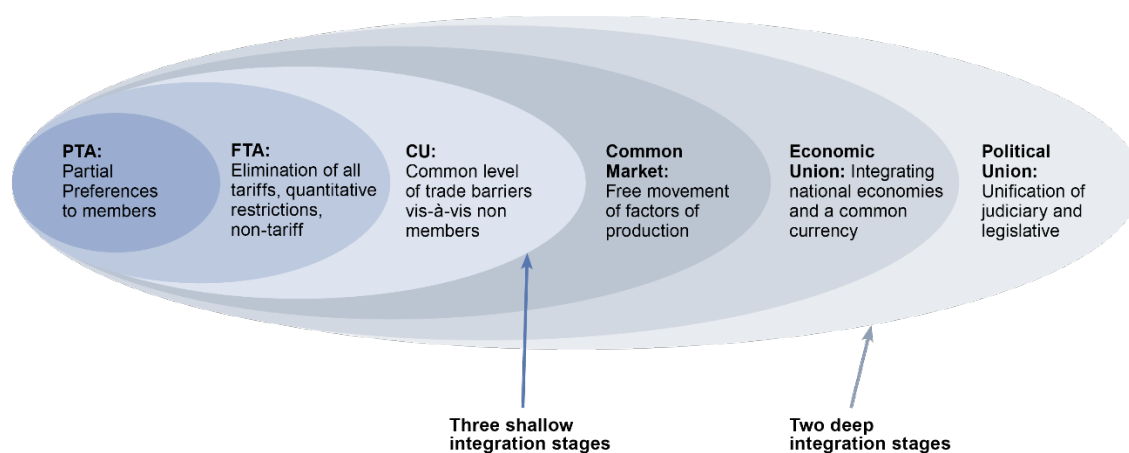 PTA:
Partial
Preferences
to members
FTA:
Elimination of all
tariffs, quantitative
restrictions,
non-tariff
CU:
Common level
of trade barriers
vis-à-vis non
members
Common
Market:
Free movement
of factors of
production
Economic
Union: Integrating
national economies
and a common
currency
Political
Union:
Unification of
judiciary and
legislative
Three shallow
integration stages
Two deep
integration stages